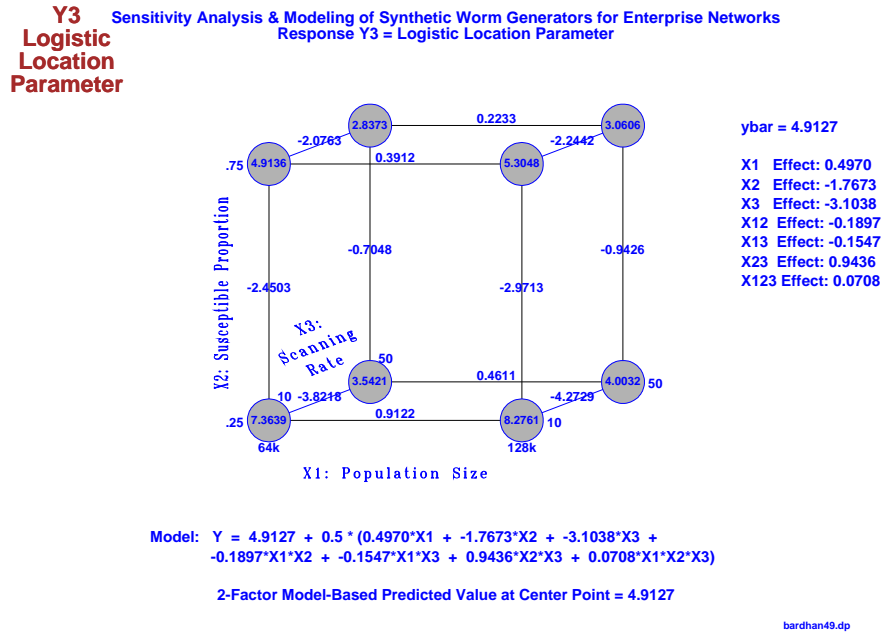 Y3
Logistic
Location
Parameter
Sensitivity Analysis & Modeling of Synthetic Worm Generators for Enterprise Networks
Response Y3 = Logistic Location Parameter
2.8373
0.2233
3.0606
-2.0763
-2.2442
.75
4.9136
0.3912
5.3048
ybar = 4.9127
X1 Effect: 0.4970
X2 Effect: -1.7673
X3 Effect: -3.1038
X12 Effect: -0.1897
X13 Effect: -0.1547
X23 Effect: 0.9436
X123 Effect: 0.0708
X2: Susceptible Proportion
-0.7048
-0.9426
-2.4503
-2.9713
X3:
Scanning
Rate
50
3.5421
0.4611
4.0032
50
10
-3.8218
-4.2729
.25
7.3639
0.9122
8.2761
10
64k
128k
X1: Population Size
Model: Y = 4.9127 + 0.5 * (0.4970*X1 + -1.7673*X2 + -3.1038*X3 +
-0.1897*X1*X2 + -0.1547*X1*X3 + 0.9436*X2*X3 + 0.0708*X1*X2*X3)
2-Factor Model-Based Predicted Value at Center Point = 4.9127
bardhan49.dp